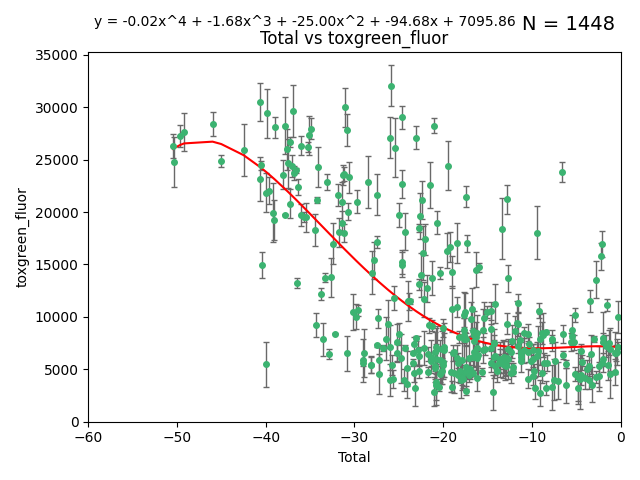 y = -0.02x^4 + -1.68x^3 + -25.00x^2 + -94.68x + 7095.86 N = 1448
Total vs toxgreen_fluor
35000
30000
25000
20000
15000
10000
5000
0
toxgreen_fluor
−60 −50 −40 −30 −20 −10 0
Total